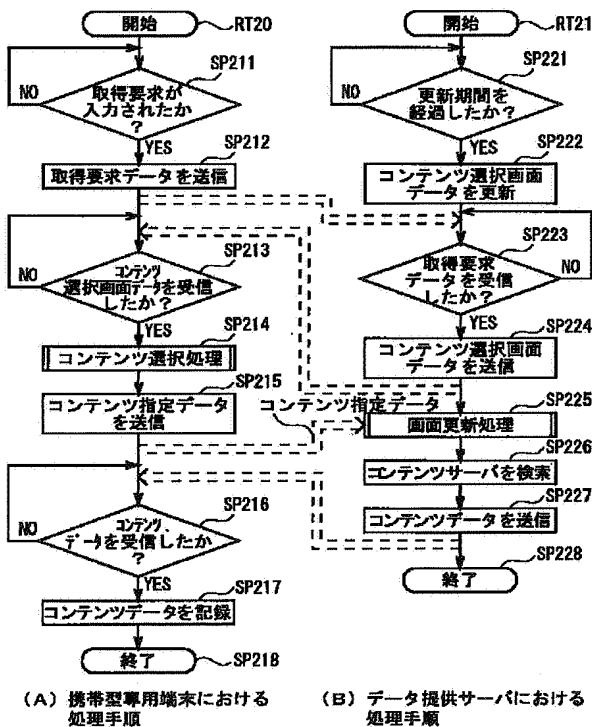 開始
RT20
SP211
取得要求が
入力されたか
?
NO
YES
SP212
取得要求データを送信
SP213
コンテンツ
選択画面データを受信
したか?
NO
YES
SP214
コンテンツ選択処理
SP215
コンテンツ指定データ
を送信
コンテンツ指定データ
SP216
コンテンツ、
データを受信したか
?
NO
YES
SP217
コンテンツデータを記録
終了
SP218
(A) 携帯型専用端末における
処理手順
開始
RT21
SP221
更新期間を
経過したか?
NO
YES
SP222
コンテンツ選択画面
データを更新
SP223
取得要求
データを受信
したか?
NO
YES
SP224
コンテンツ選択画面
データを送信
SP225
画面更新処理
SP226
コンテンツサーバを検索
SP227
コンテンツデータを送信
SP228
終了
(B) データ提供サーバにおける
処理手順